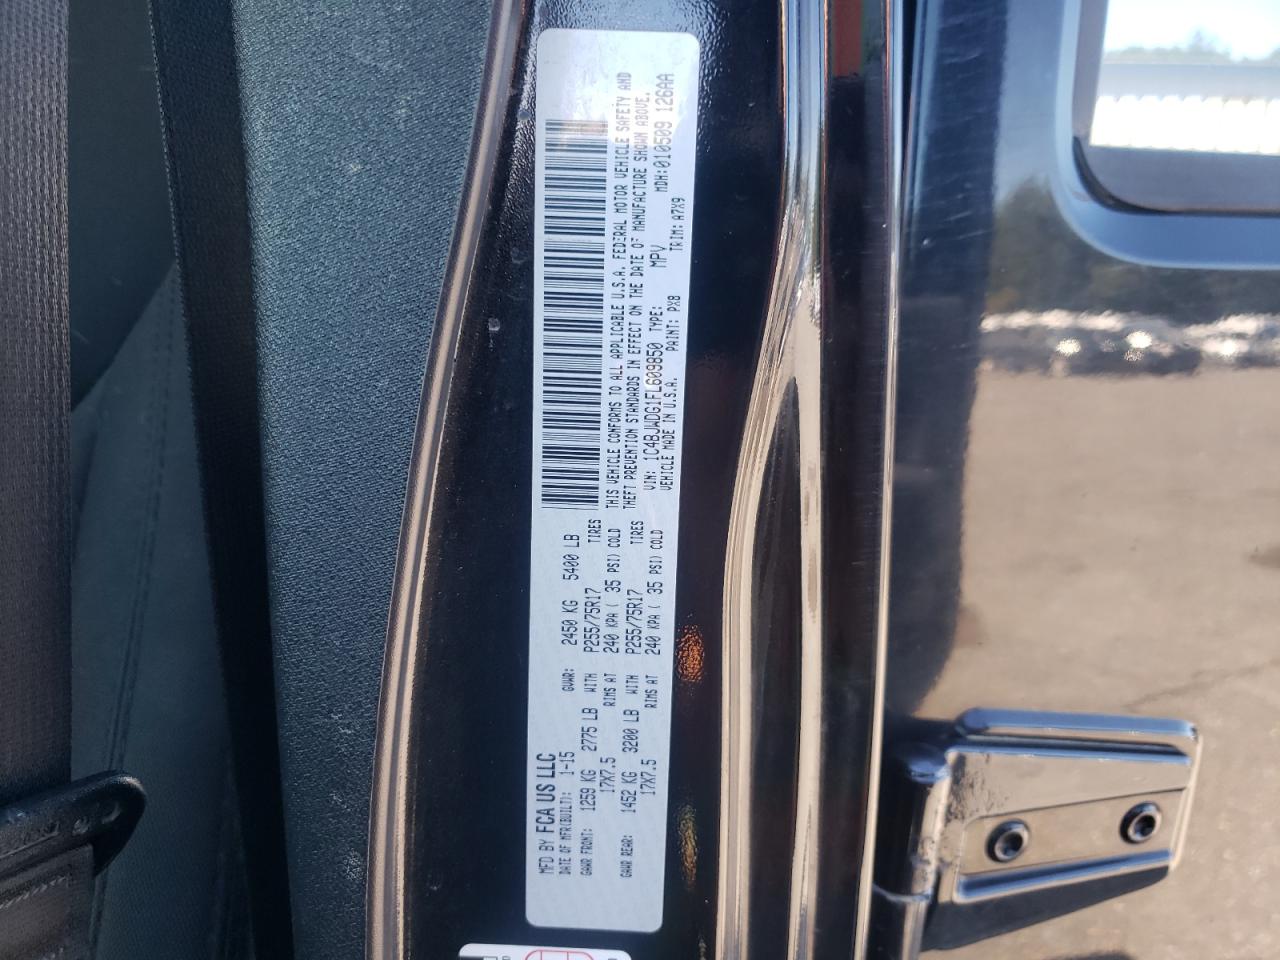 MFD BY FCA US LLC
DATE OF MFR(BUILT): 1-15 GVWR: 2450 KG 5400 LB
GAWR FRONT: 1259 KG 2775 LB WITH P255/75R17 TIRES
17X7.5 RIMS AT 240 KPA ( 35 PSI) COLD
GAWR REAR: 1452 KG 3200 LB WITH P255/75R17 TIRES
17X7.5 RIMS AT 240 KPA ( 35 PSI) COLD
THIS VEHICLE CONFORMS TO ALL APPLICABLE U.S.A. FEDERAL MOTOR VEHICLE SAFETY AND
THEFT PREVENTION STANDARDS IN EFFECT ON THE DATE OF MANUFACTURE SHOWN ABOVE.
VIN: 1C4BJWDG1FL609850 TYPE: MPV MDH:010509 126AA
VEHICLE MADE IN U.S.A. PAINT: PX8 TRIM: A7X9